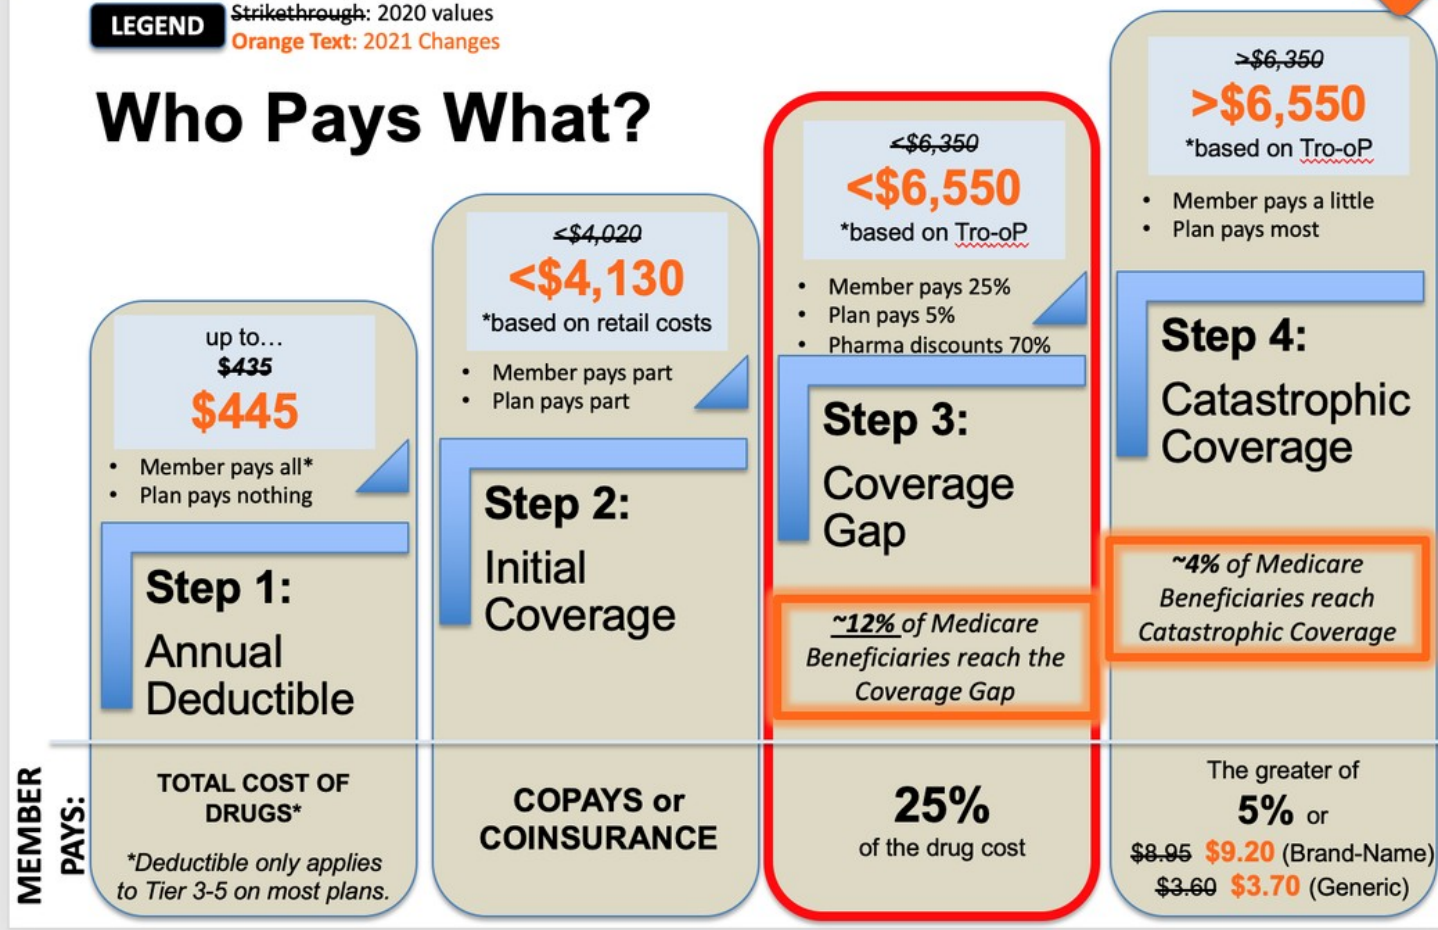 LEGEND
Strikethrough: 2020 values
Orange Text: 2021 Changes
Who Pays What?
up to...
$435
$445
• Member pays all*
• Plan pays nothing
Step 1:
Annual
Deductible
<$4,020
<$4,130
*based on retail costs
• Member pays part
• Plan pays part
Step 2:
Initial
Coverage
<$6,350
<$6,550
*based on Tro-oP
• Member pays 25%
• Plan pays 5%
• Pharma discounts 70%
Step 3:
Coverage
Gap
~12% of Medicare
Beneficiaries reach the
Coverage Gap
>$6,350
>$6,550
*based on Tro-oP
• Member pays a little
• Plan pays most
Step 4:
Catastrophic
Coverage
~4% of Medicare
Beneficiaries reach
Catastrophic Coverage
MEMBER
PAYS:
TOTAL COST OF
DRUGS*
*Deductible only applies
to Tier 3-5 on most plans.
COPAYS or
COINSURANCE
25%
of the drug cost
The greater of
5% or
$8.95 $9.20 (Brand-Name)
$3.60 $3.70 (Generic)